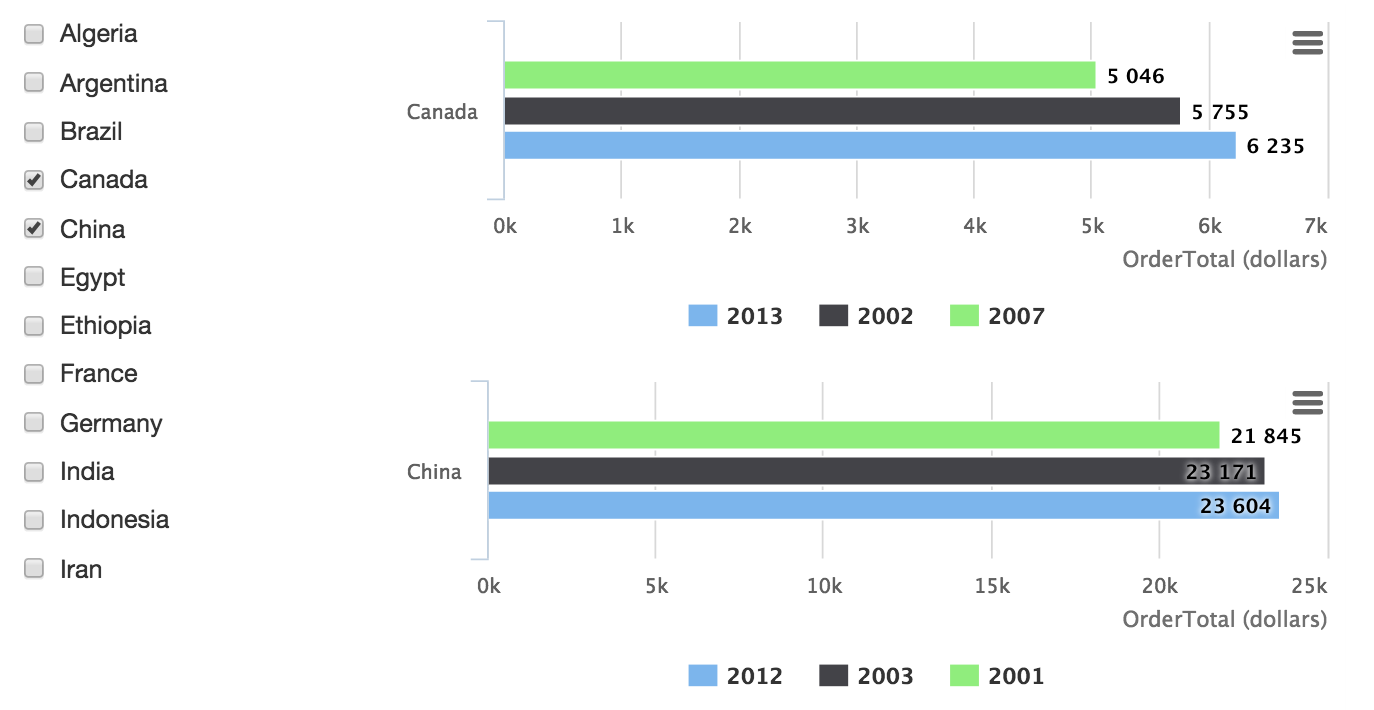 Algeria
Argentina
Brazil
Canada
China
Egypt
Ethiopia
France
Germany
India
Indonesia
Iran
5 046
Canada
5 755
6 235
0k 1k 2k 3k 4k 5k 6k 7k
OrderTotal (dollars)
2013 2002 2007
21 845
China
23 171
23 604
0k 5k 10k 15k 20k 25k
OrderTotal (dollars)
2012 2003 2001